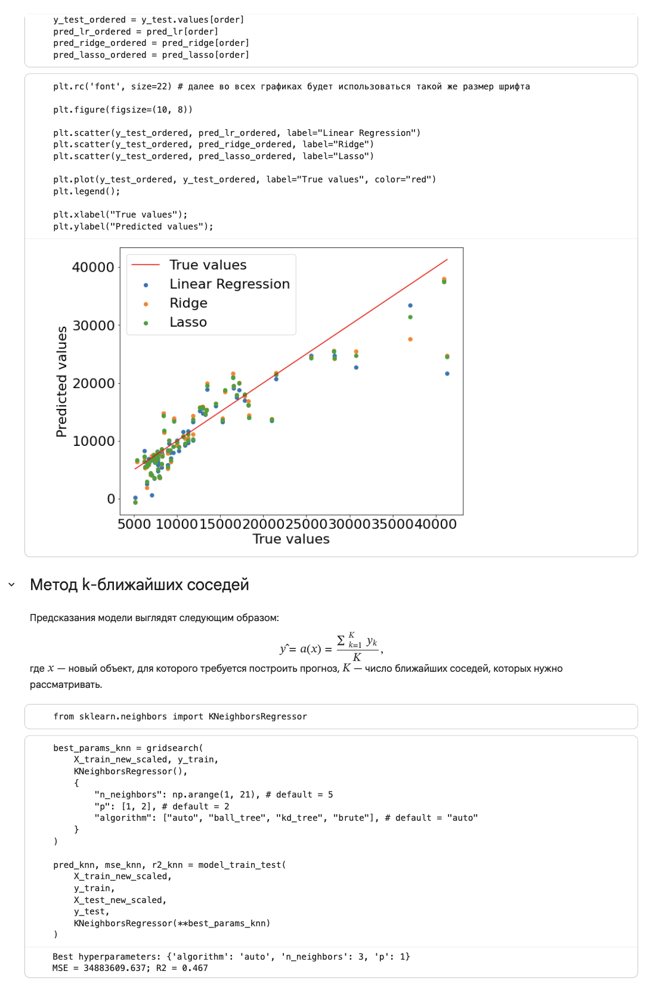 y_test_ordered = y_test.values[order]
pred_lr_ordered = pred_lr[order]
pred_ridge_ordered = pred_ridge[order]
pred_lasso_ordered = pred_lasso[order]
plt.rc('font', size=22) # далее во всех графиках будет использоваться такой же размер шрифта
plt.figure(figsize=(10, 8))
plt.scatter(y_test_ordered, pred_lr_ordered, label="Linear Regression")
plt.scatter(y_test_ordered, pred_ridge_ordered, label="Ridge")
plt.scatter(y_test_ordered, pred_lasso_ordered, label="Lasso")
plt.plot(y_test_ordered, y_test_ordered, label="True values", color="red")
plt.legend();
plt.xlabel("True values");
plt.ylabel("Predicted values");
True values
Linear Regression
Ridge
Lasso
Predicted values
40000
30000
20000
10000
0
5000 10000 15000 20000 25000 30000 35000 40000
True values
Метод k-ближайших соседей
Предсказания модели выглядят следующим образом:
ŷ = a(x) = ∑ K k=1 yk / K,
где x — новый объект, для которого требуется построить прогноз, K — число ближайших соседей, которых нужно
рассматривать.
from sklearn.neighbors import KNeighborsRegressor
best_params_knn = gridsearch(
    X_train_new_scaled, y_train,
    KNeighborsRegressor(),
    {
        "n_neighbors": np.arange(1, 21), # default = 5
        "p": [1, 2], # default = 2
        "algorithm": ["auto", "ball_tree", "kd_tree", "brute"], # default = "auto"
    }
)
pred_knn, mse_knn, r2_knn = model_train_test(
    X_train_new_scaled,
    y_train,
    X_test_new_scaled,
    y_test,
    KNeighborsRegressor(**best_params_knn)
)
Best hyperparameters: {'algorithm': 'auto', 'n_neighbors': 3, 'p': 1}
MSE = 34883609.637; R2 = 0.467